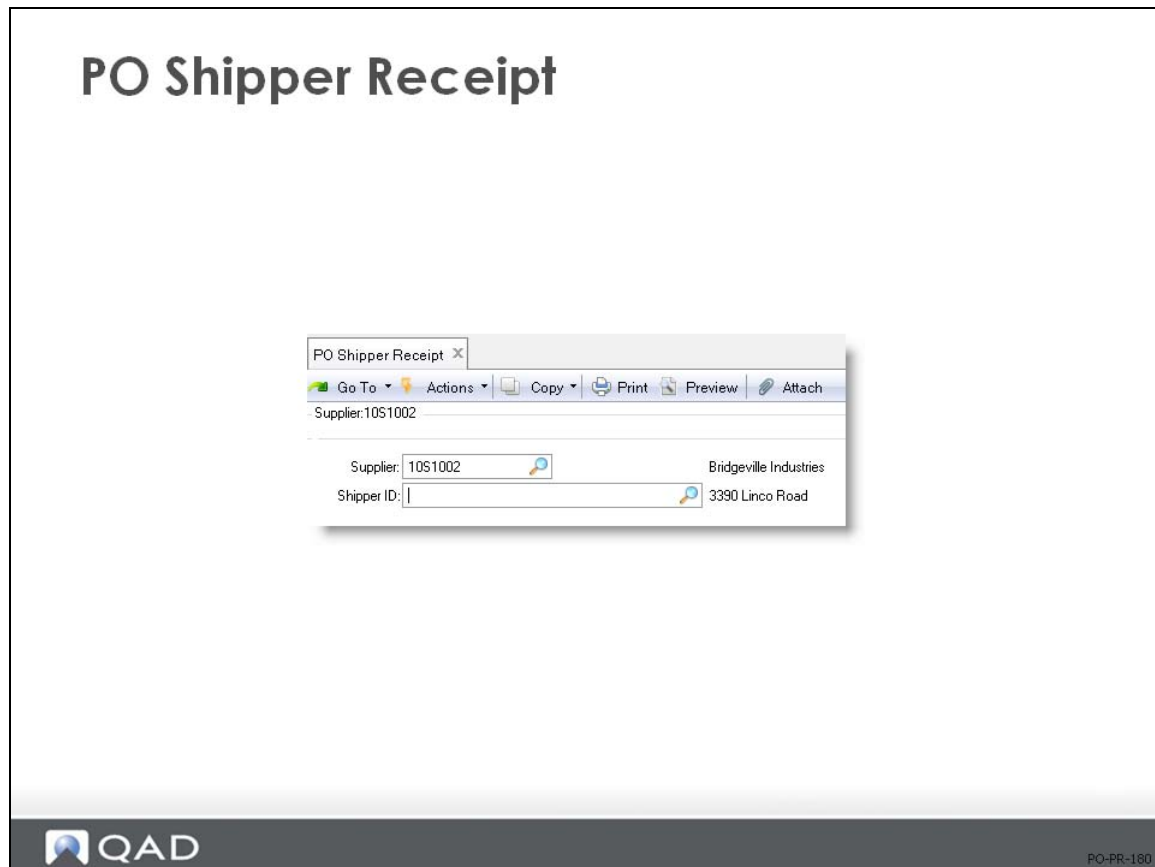 PO Shipper Receipt
PO Shipper Receipt X
Go To Actions Copy Print Preview Attach
Supplier:10S1002
Supplier: 10S1002 Bridgeville Industries
Shipper ID: 3390 Linco Road
QAD
PO-PR-180